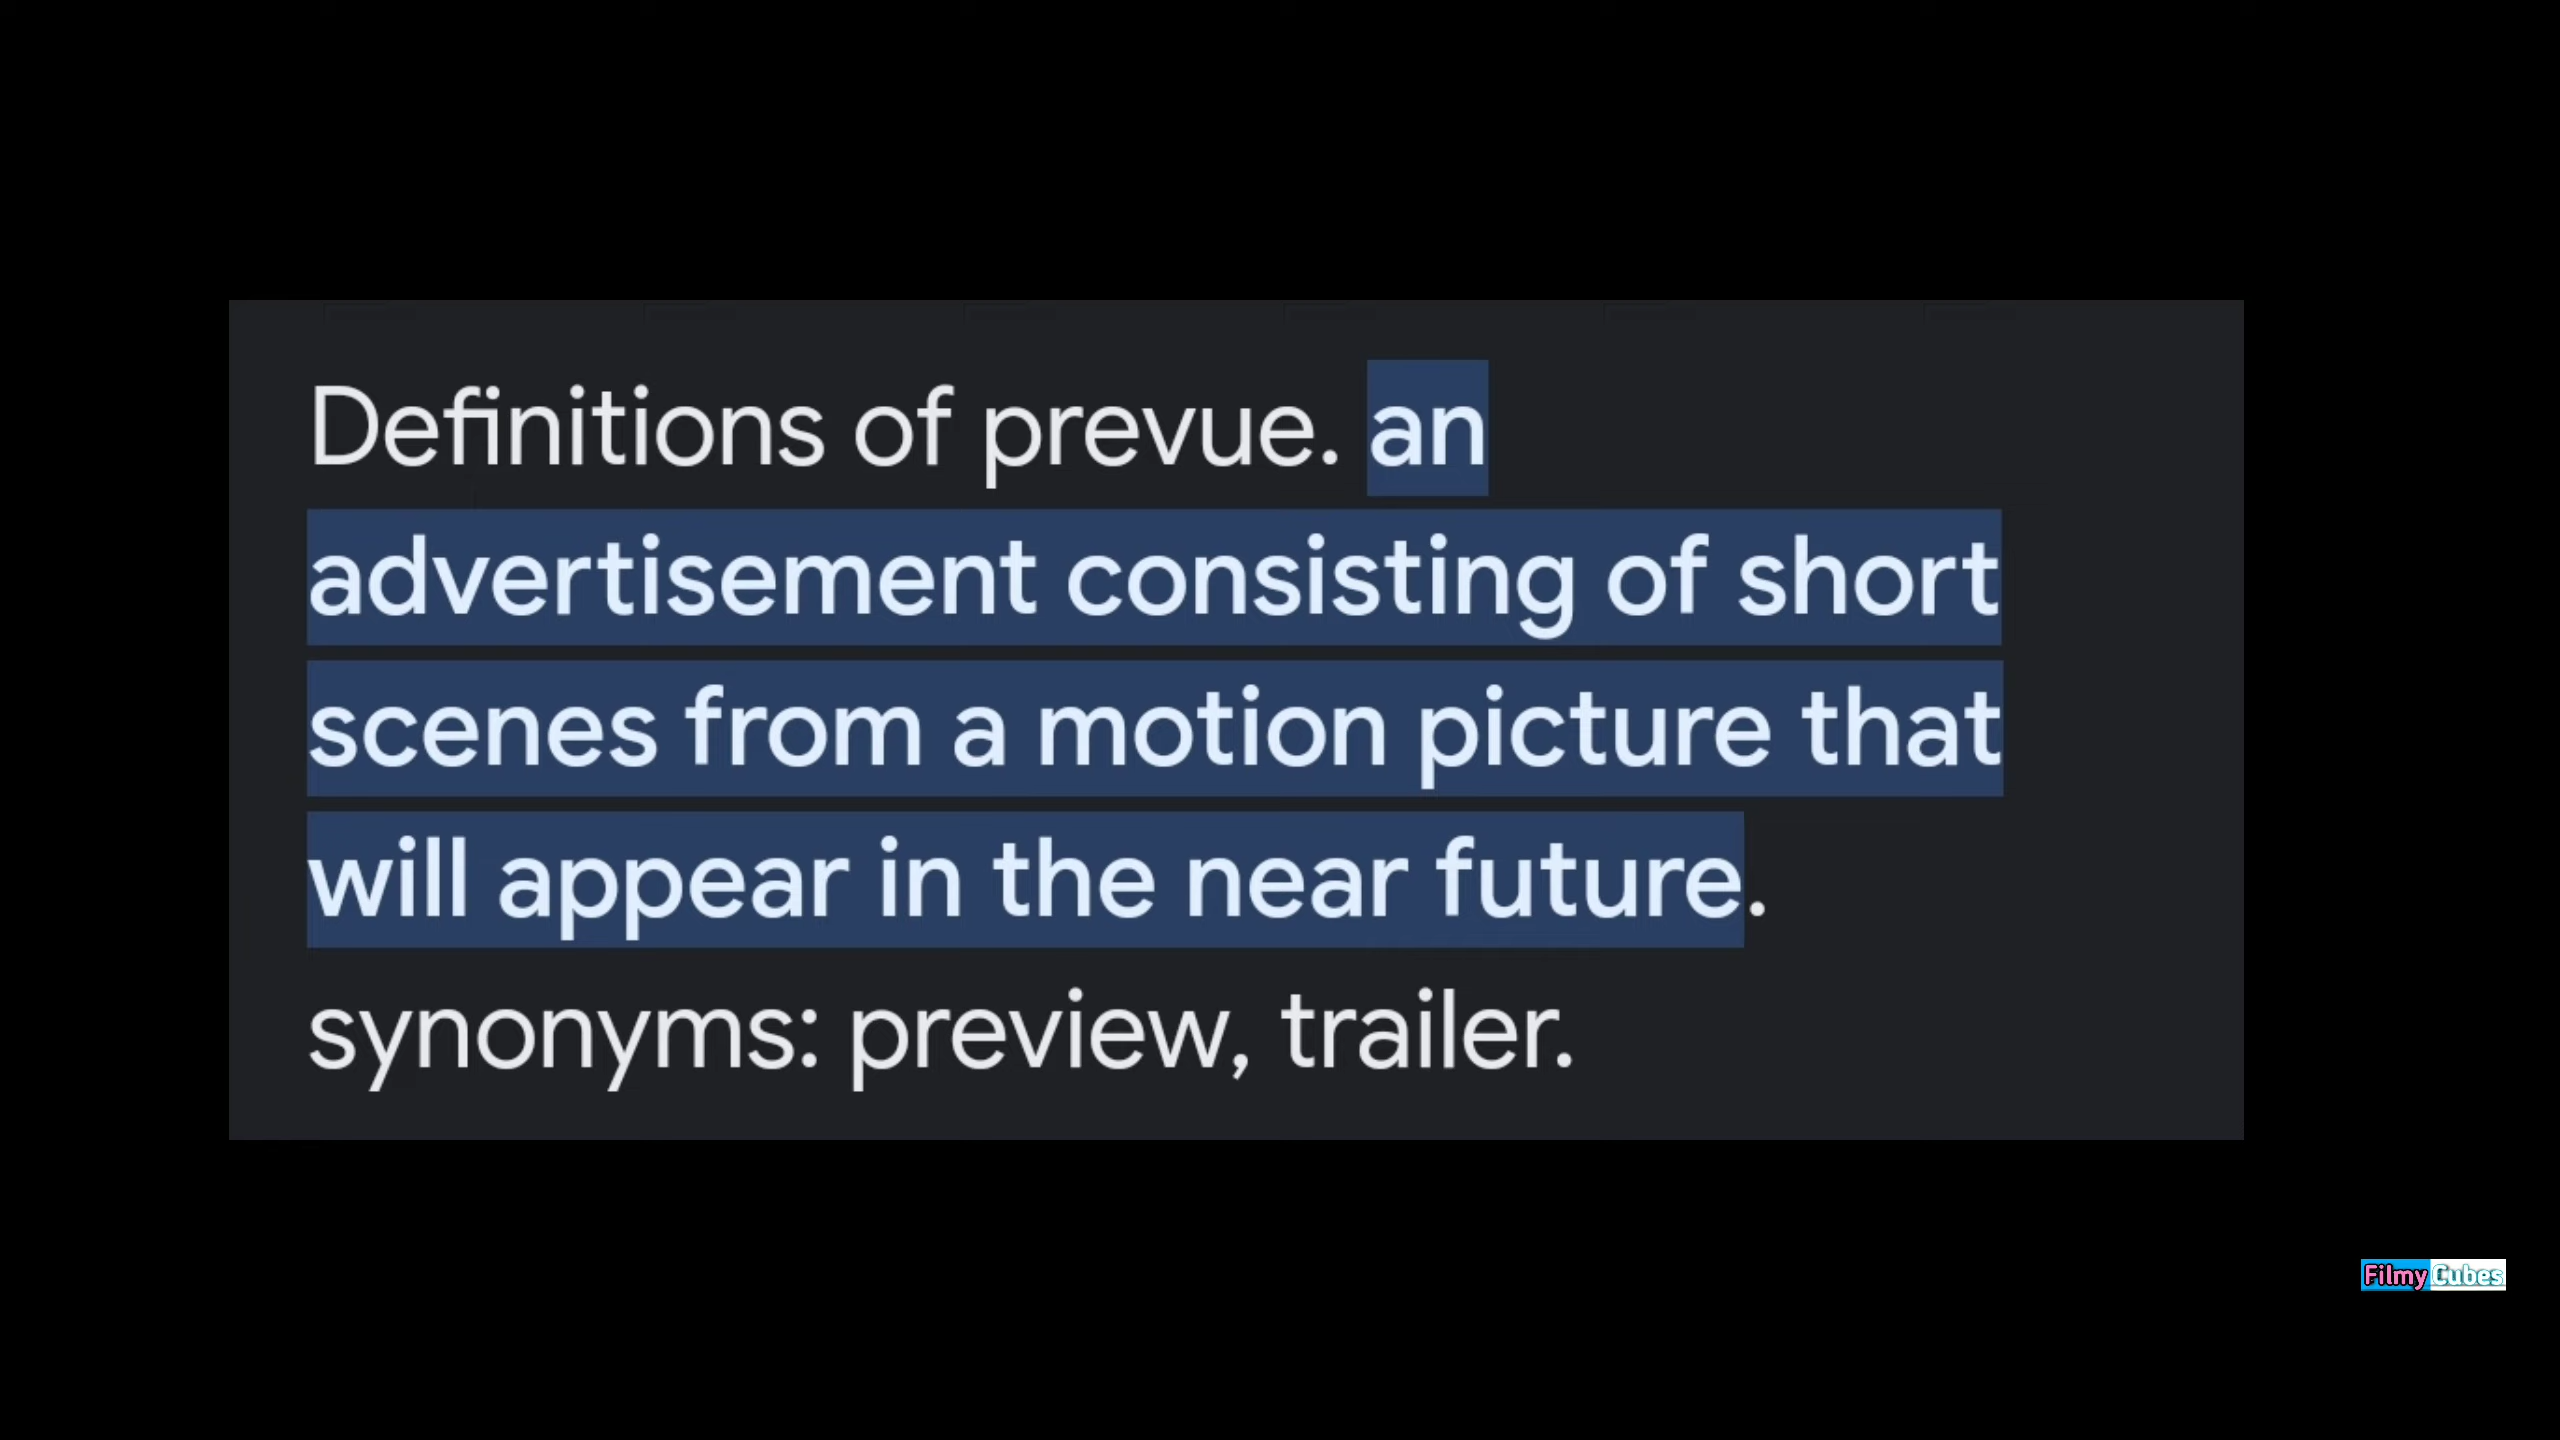 Definitions of prevue. an
advertisement consisting of short
scenes from a motion picture that
will appear in the near future.
synonyms: preview, trailer.
Filmy Cubes